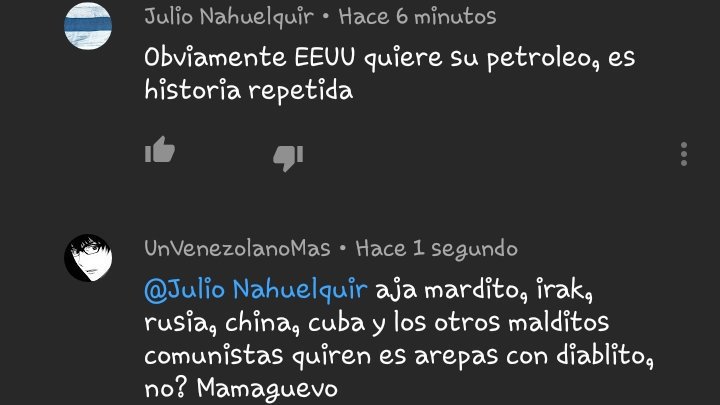 Julio Nahuelquir • Hace 6 minutos
Obviamente EEUU quiere su petroleo, es
historia repetida
UnVenezolanoMas • Hace 1 segundo
@Julio Nahuelquir aja mardito, irak,
rusia, china, cuba y los otros malditos
comunistas quiren es arepas con diablito,
no? Mamaguevo